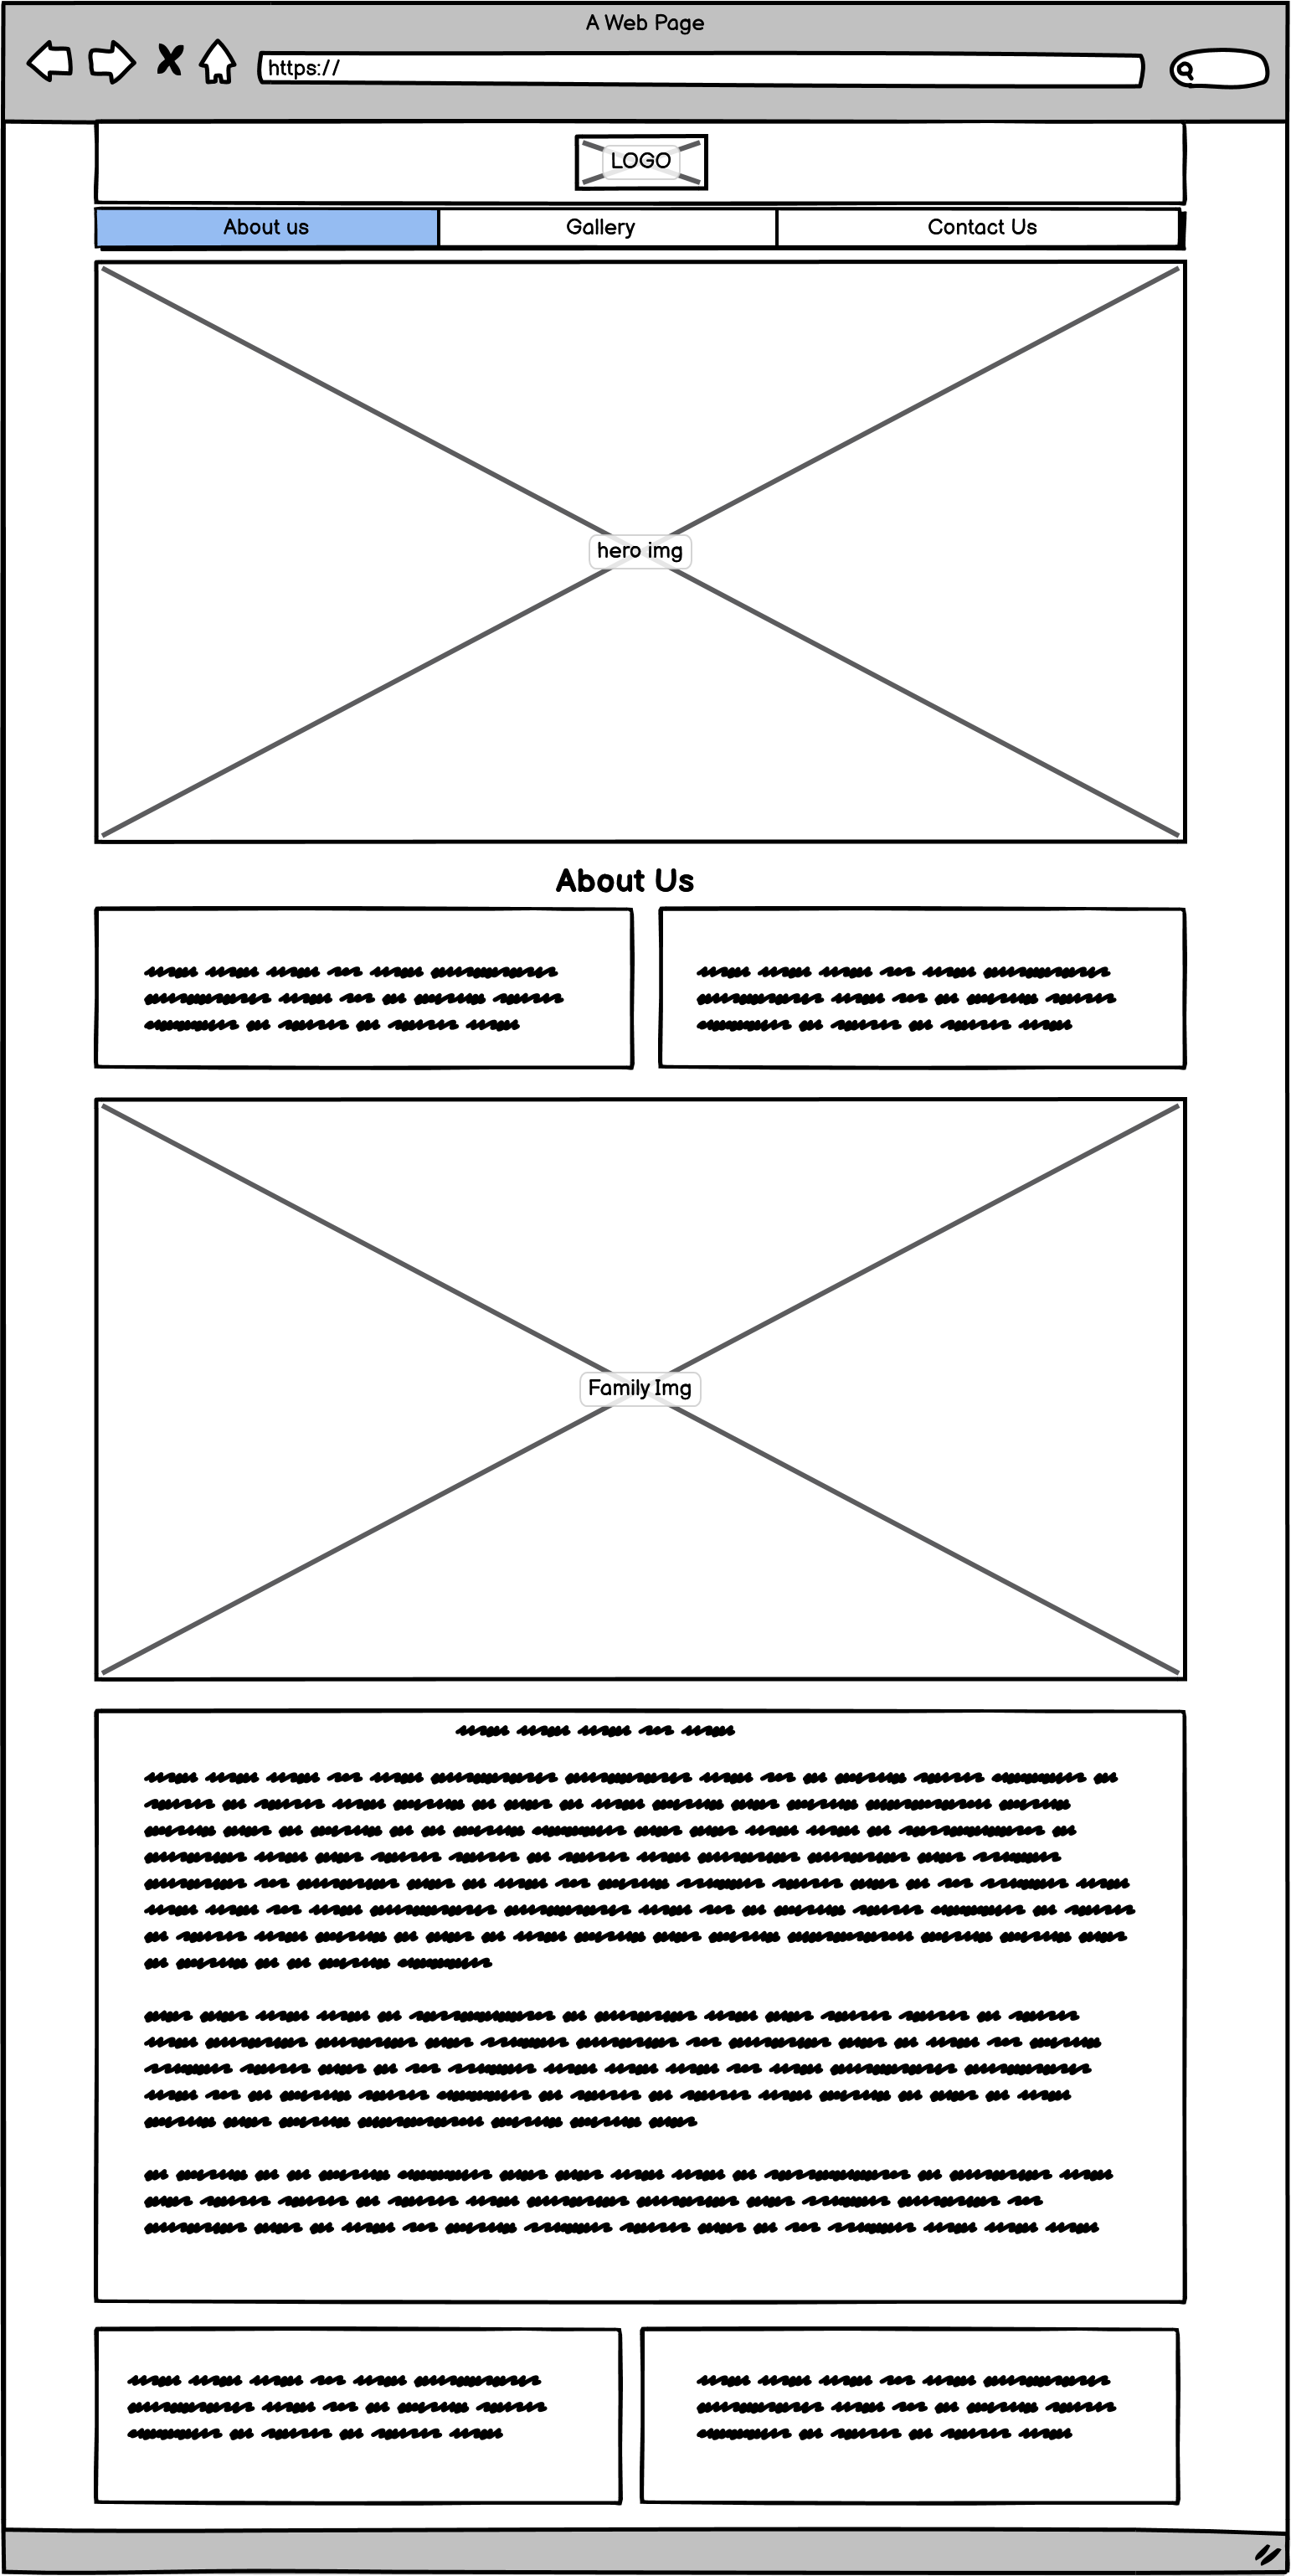 A Web Page
https://
LOGO
About us
Gallery
Contact Us
hero img
About Us
Family Img